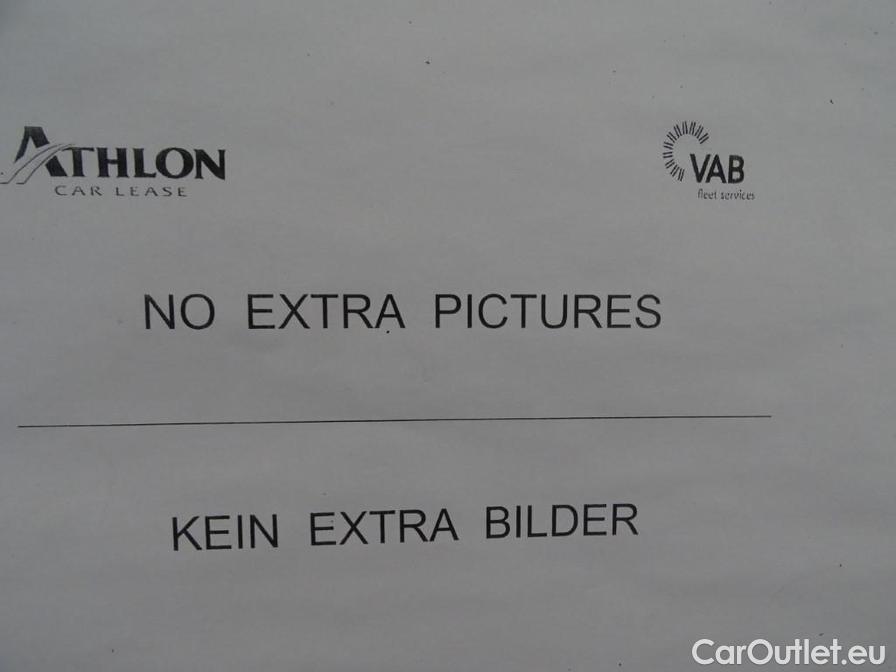 ATHLON
CAR LEASE
VAB
fleet services
NO EXTRA PICTURES
KEIN EXTRA BILDER
CarOutlet.eu